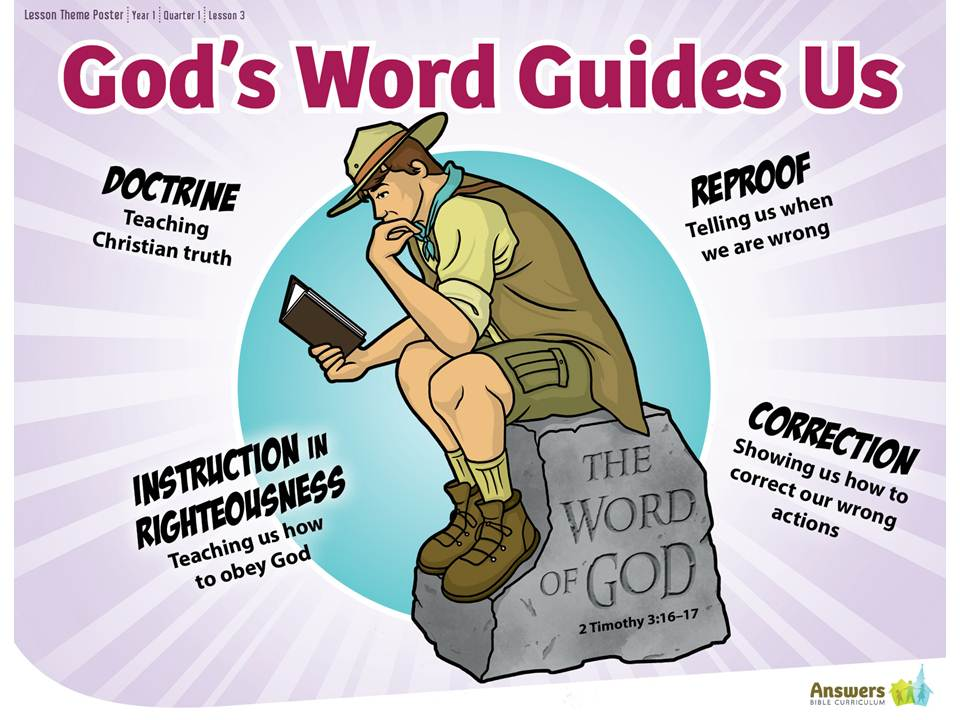 Lesson Theme Poster Year 1 Quarter 1 Lesson 3
God's Word Guides Us
DOCTRINE
Teaching
Christian truth
REPROOF
Telling us when
we are wrong
INSTRUCTION IN
RIGHTEOUSNESS
Teaching us how
to obey God
CORRECTION
Showing us how to
correct our wrong
actions
THE
WORD
OF GOD
2 Timothy 3:16–17
Answers
BIBLE CURRICULUM